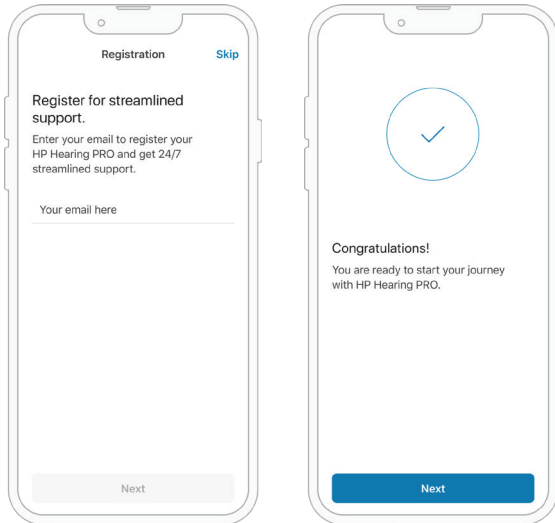 Registration
Skip
Register for streamlined
support.
Enter your email to register your
HP Hearing PRO and get 24/7
streamlined support.
Your email here
Next
Congratulations!
You are ready to start your journey
with HP Hearing PRO.
Next